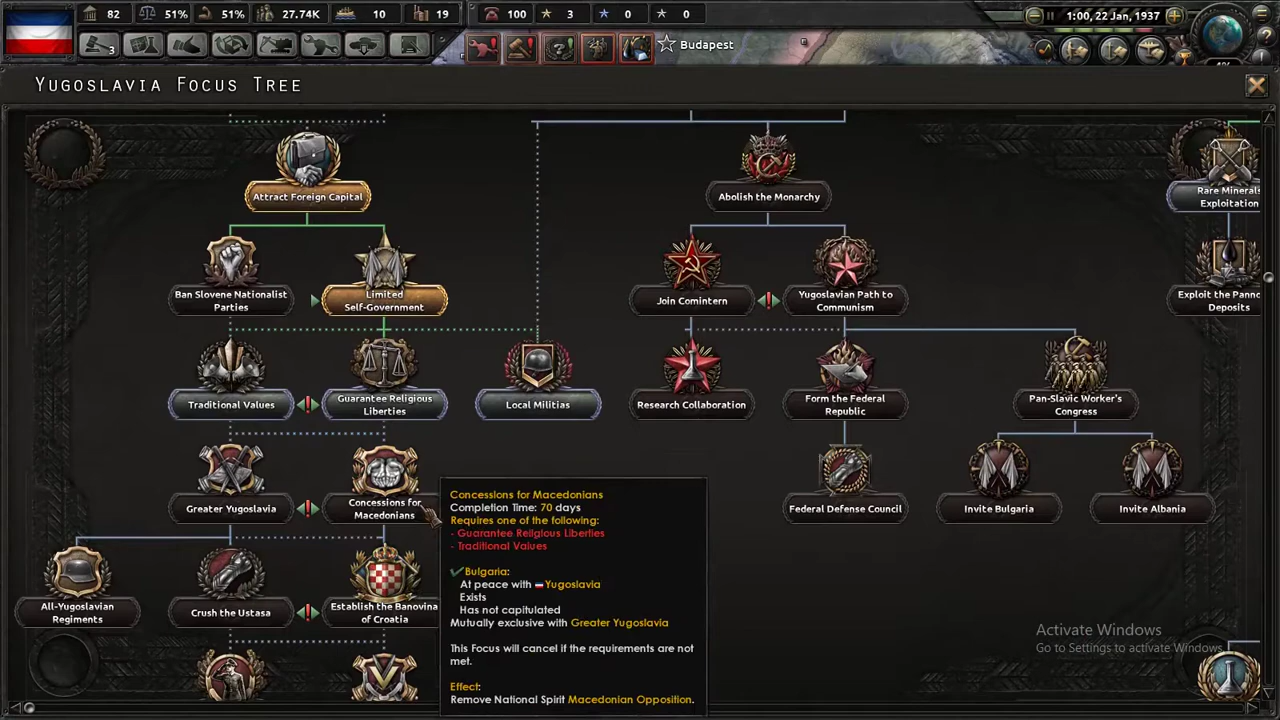 82 51% 51% 27.74K 10 19 100 3 0 0 1:00, 22 Jan, 1937
3
Budapest
Yugoslavia Focus Tree
Attract Foreign Capital
Abolish the Monarchy
Rare Minerals
Exploitation
Ban Slovene Nationalist
Parties
Limited
Self-Government
Join Comintern
Yugoslavian Path to
Communism
Exploit the Panno
Deposits
Traditional Values
Guarantee Religious
Liberties
Local Militias
Research Collaboration
Form the Federal
Republic
Pan-Slavic Worker's
Congress
Greater Yugoslavia
Concessions for
Macedonians
Federal Defense Council
Invite Bulgaria
Invite Albania
All-Yugoslavian
Regiments
Crush the Ustasa
Establish the Banovina
of Croatia
Concessions for Macedonians
Completion Time: 70 days
Requires one of the following:
- Guarantee Religious Liberties
- Traditional Values
Bulgaria:
At peace with Yugoslavia
Exists
Has not capitulated
Mutually exclusive with Greater Yugoslavia
This Focus will cancel if the requirements are not
met.
Effect:
Remove National Spirit Macedonian Opposition.
Activate Windows
Go to Settings to activate Windows.